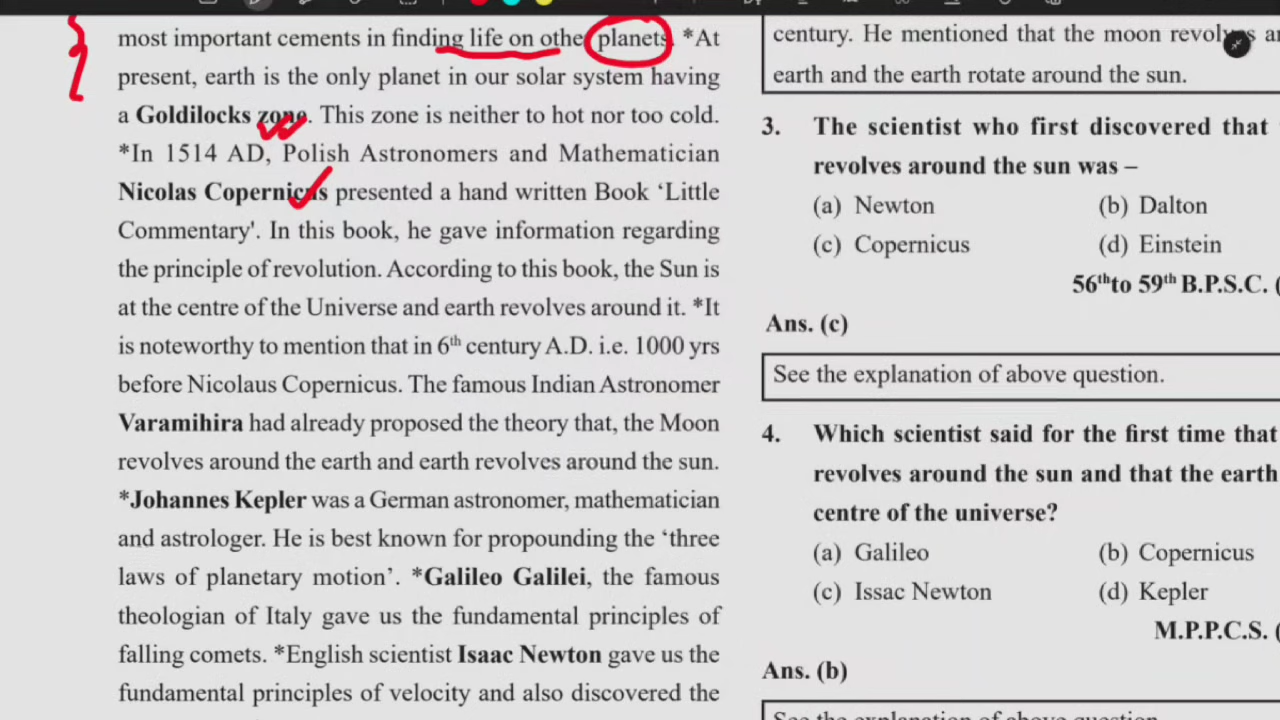 most important cements in finding life on other planets. *At
present, earth is the only planet in our solar system having
a Goldilocks zone. This zone is neither to hot nor too cold.
*In 1514 AD, Polish Astronomers and Mathematician
Nicolas Copernicus presented a hand written Book ‘Little
Commentary'. In this book, he gave information regarding
the principle of revolution. According to this book, the Sun is
at the centre of the Universe and earth revolves around it. *It
is noteworthy to mention that in 6th century A.D. i.e. 1000 yrs
before Nicolaus Copernicus. The famous Indian Astronomer
Varamihira had already proposed the theory that, the Moon
revolves around the earth and earth revolves around the sun.
*Johannes Kepler was a German astronomer, mathematician
and astrologer. He is best known for propounding the ‘three
laws of planetary motion’. *Galileo Galilei, the famous
theologian of Italy gave us the fundamental principles of
falling comets. *English scientist Isaac Newton gave us the
fundamental principles of velocity and also discovered the
century. He mentioned that the moon revolves
earth and the earth rotate around the sun.
3. The scientist who first discovered that
revolves around the sun was –
(a) Newton (b) Dalton
(c) Copernicus (d) Einstein
56th to 59th B.P.S.C. (
Ans. (c)
See the explanation of above question.
4. Which scientist said for the first time that
revolves around the sun and that the earth
centre of the universe?
(a) Galileo (b) Copernicus
(c) Issac Newton (d) Kepler
M.P.P.C.S. (
Ans. (b)
See the explanation of above question